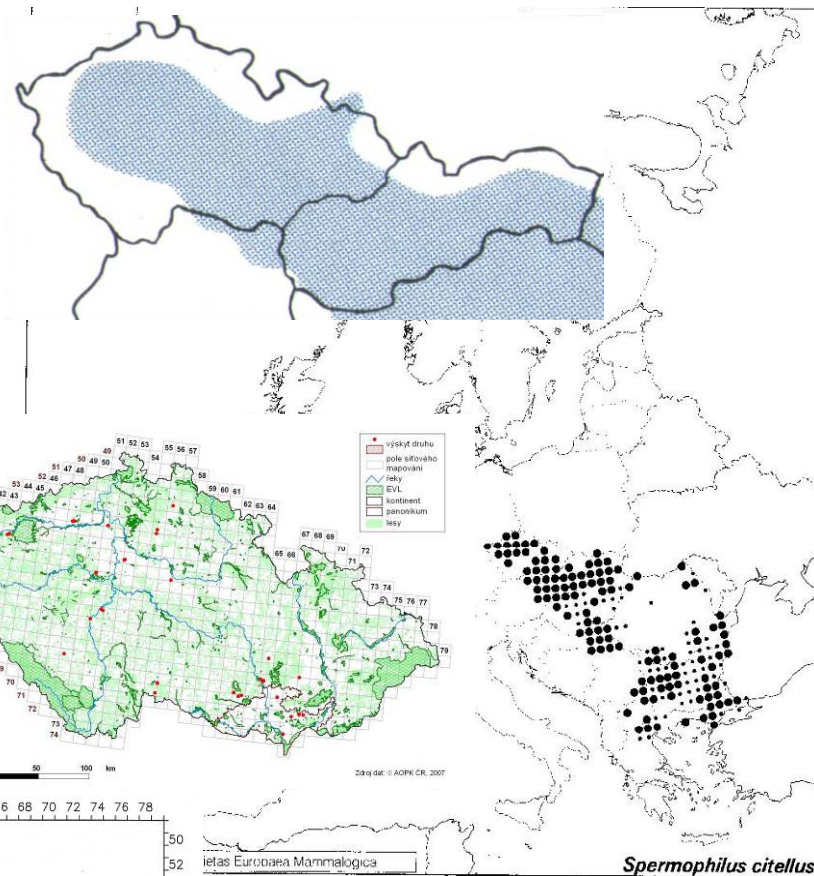 51 52 53
55 56 57
49
54
50
49 50
58
51
47 48
59 60 61
52
45 46
62 63 64
53
44 45
42 43
67 68 69
65 66
70
72
71
73 74
75 76 77
78
79
70
71
72
73
74
výskyt druhu
pole síťového
mapování
řeky
EVL
kontinent
panonikum
lesy
50 100 km
Zdroj dat: © AOPK ČR, 2007
6 68 70 72 74 76 78
50
52
ietas Europaea Mammalogica
Spermophilus citellus